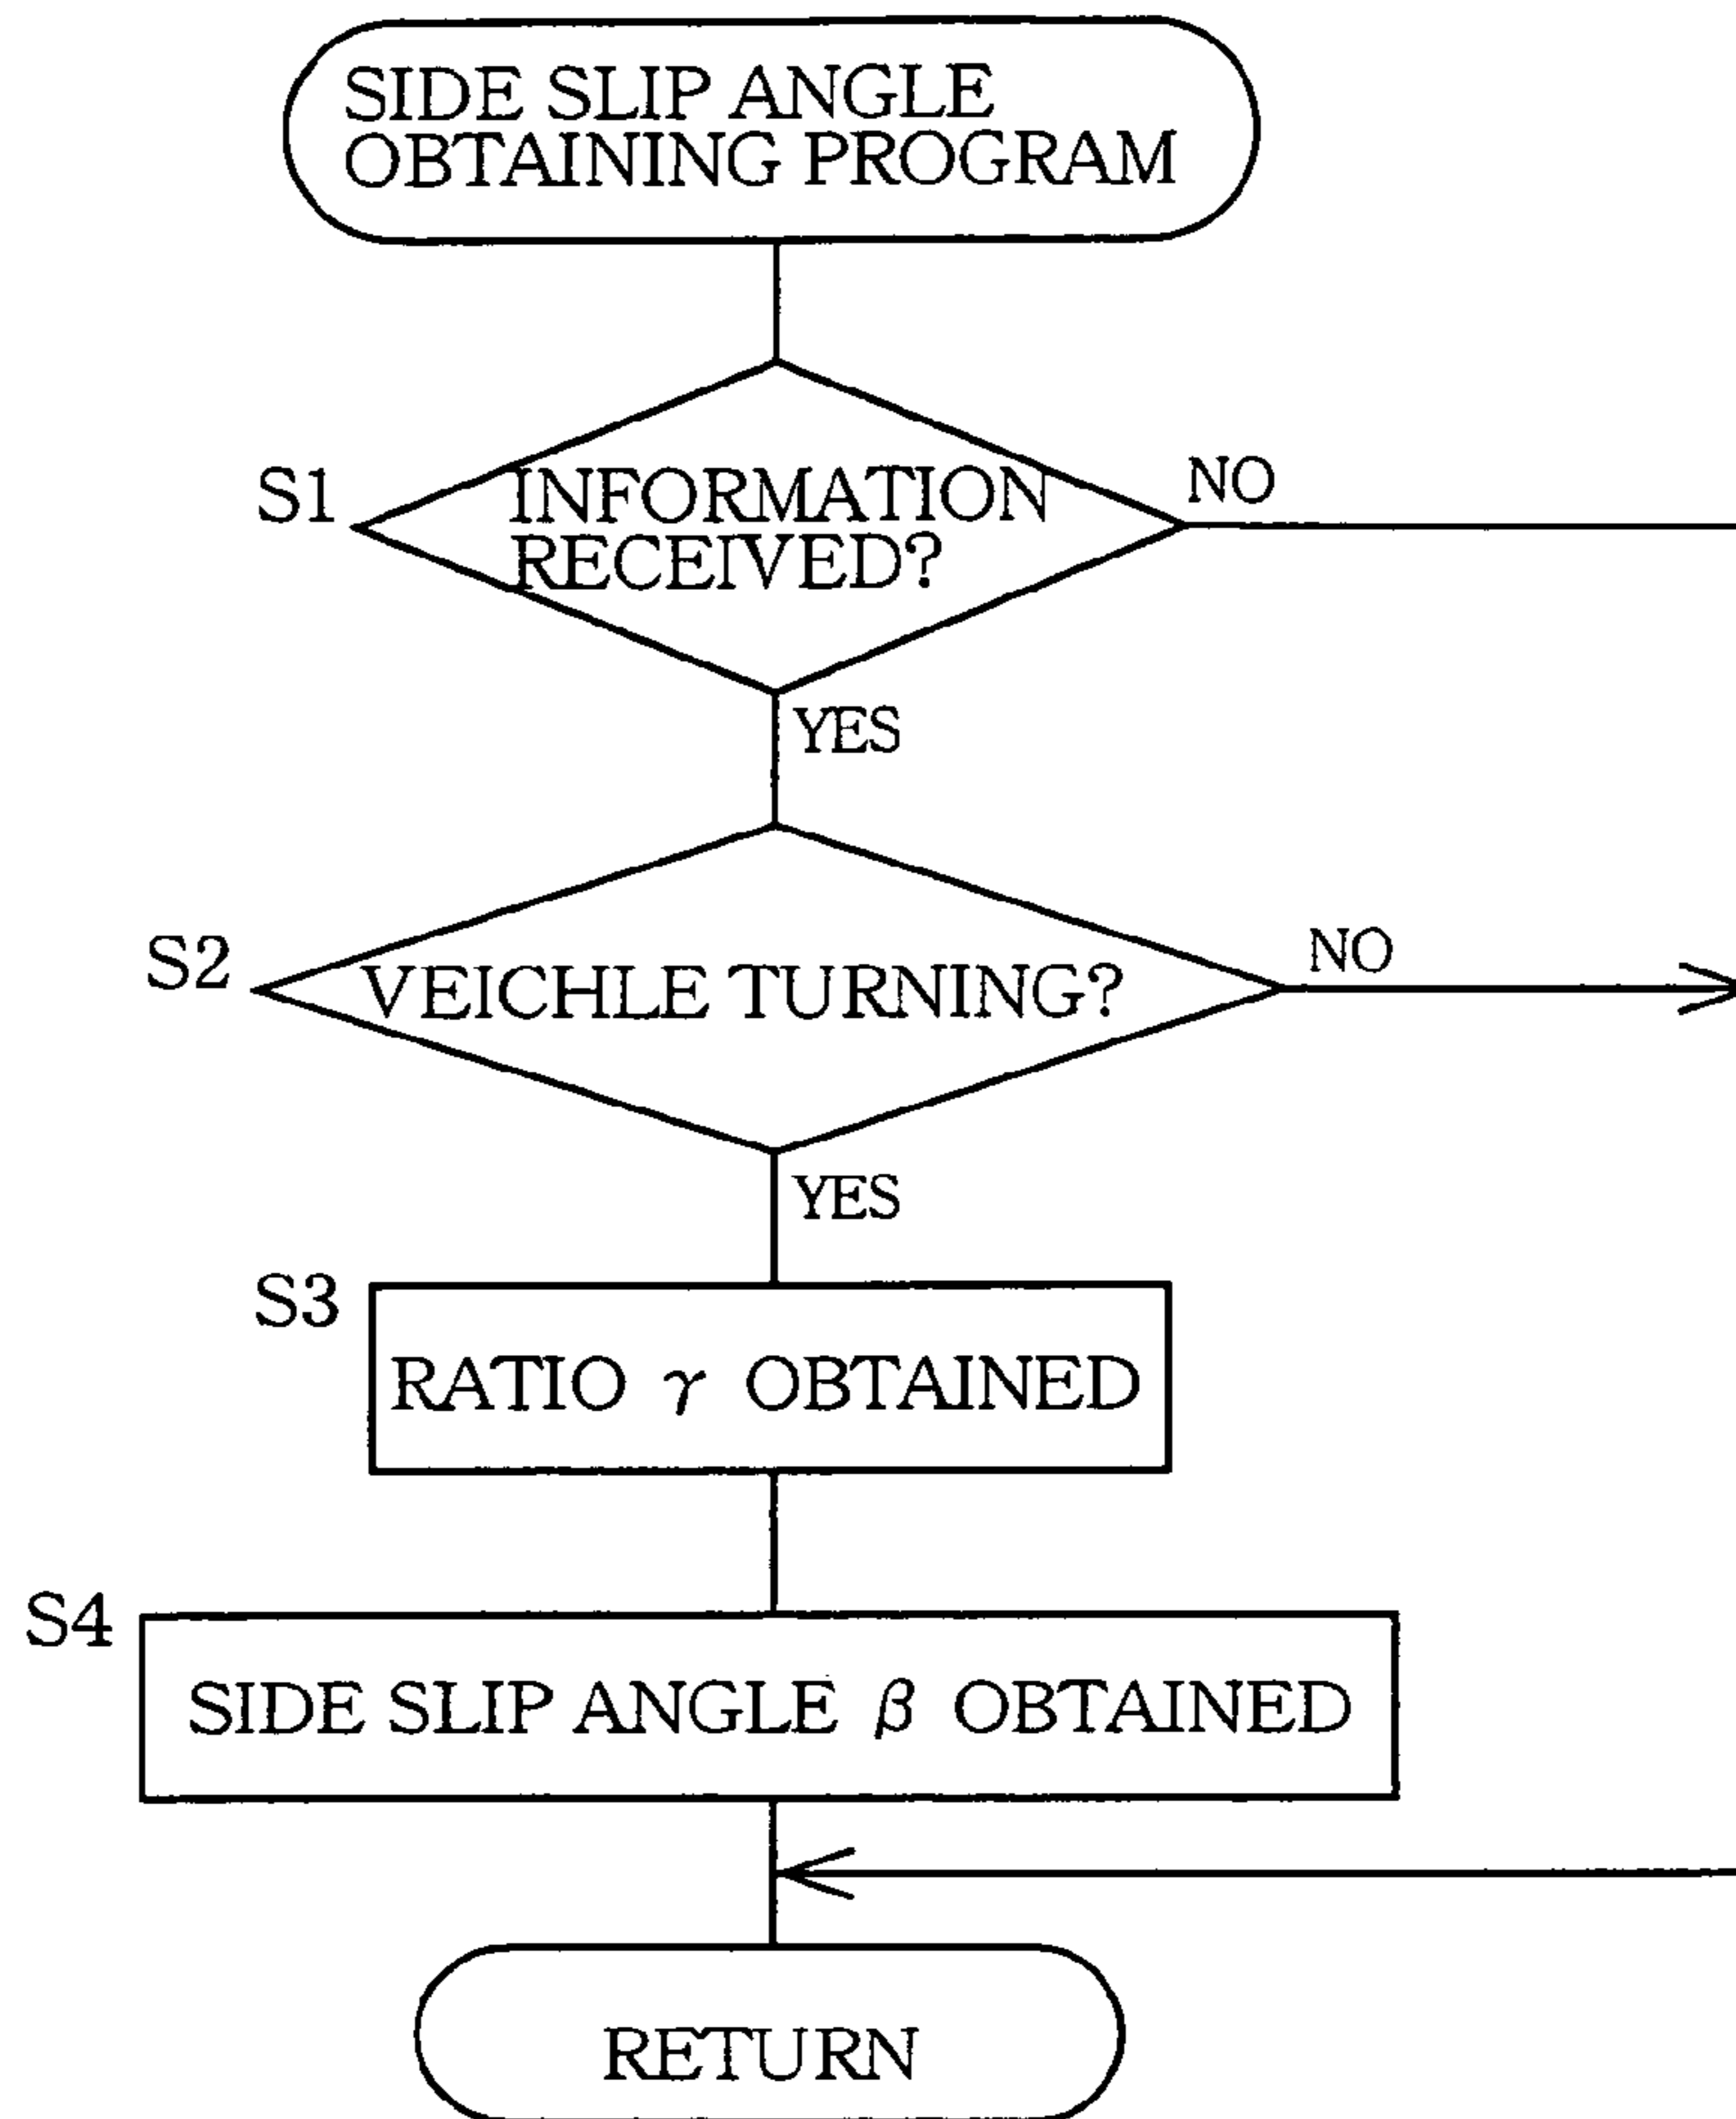 SIDE SLIP ANGLE
OBTAINING PROGRAM
S1
INFORMATION
RECEIVED?
NO
YES
S2
VEICHLE TURNING?
NO
YES
S3
RATIO γ OBTAINED
S4
SIDE SLIP ANGLE β OBTAINED
RETURN